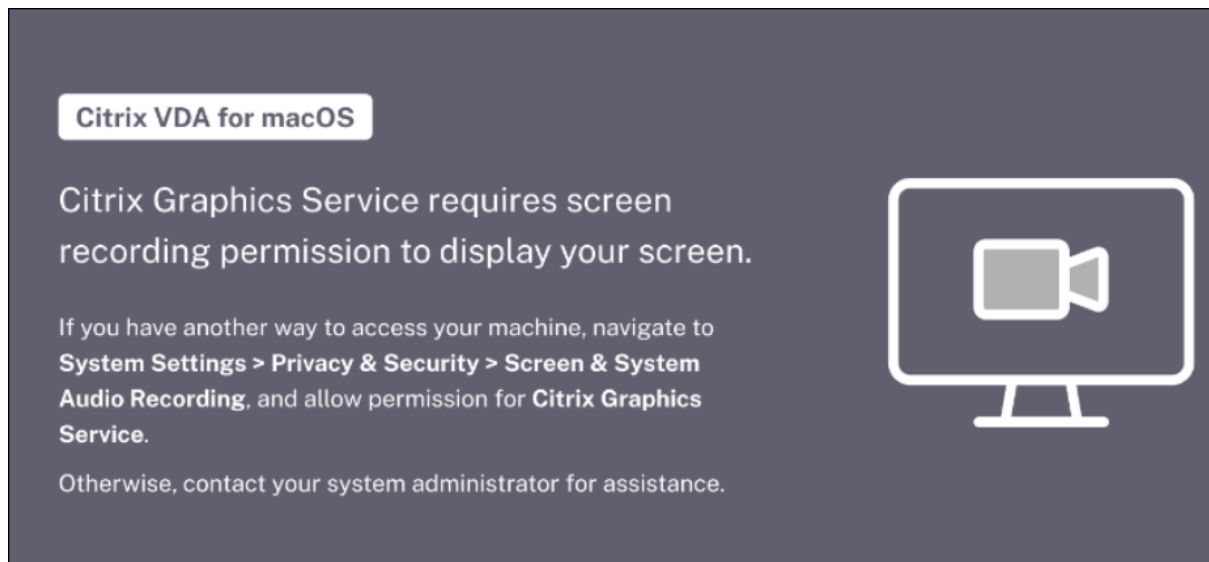 Citrix VDA for macOS
Citrix Graphics Service requires screen
recording permission to display your screen.
If you have another way to access your machine, navigate to
System Settings > Privacy & Security > Screen & System
Audio Recording, and allow permission for Citrix Graphics
Service.
Otherwise, contact your system administrator for assistance.